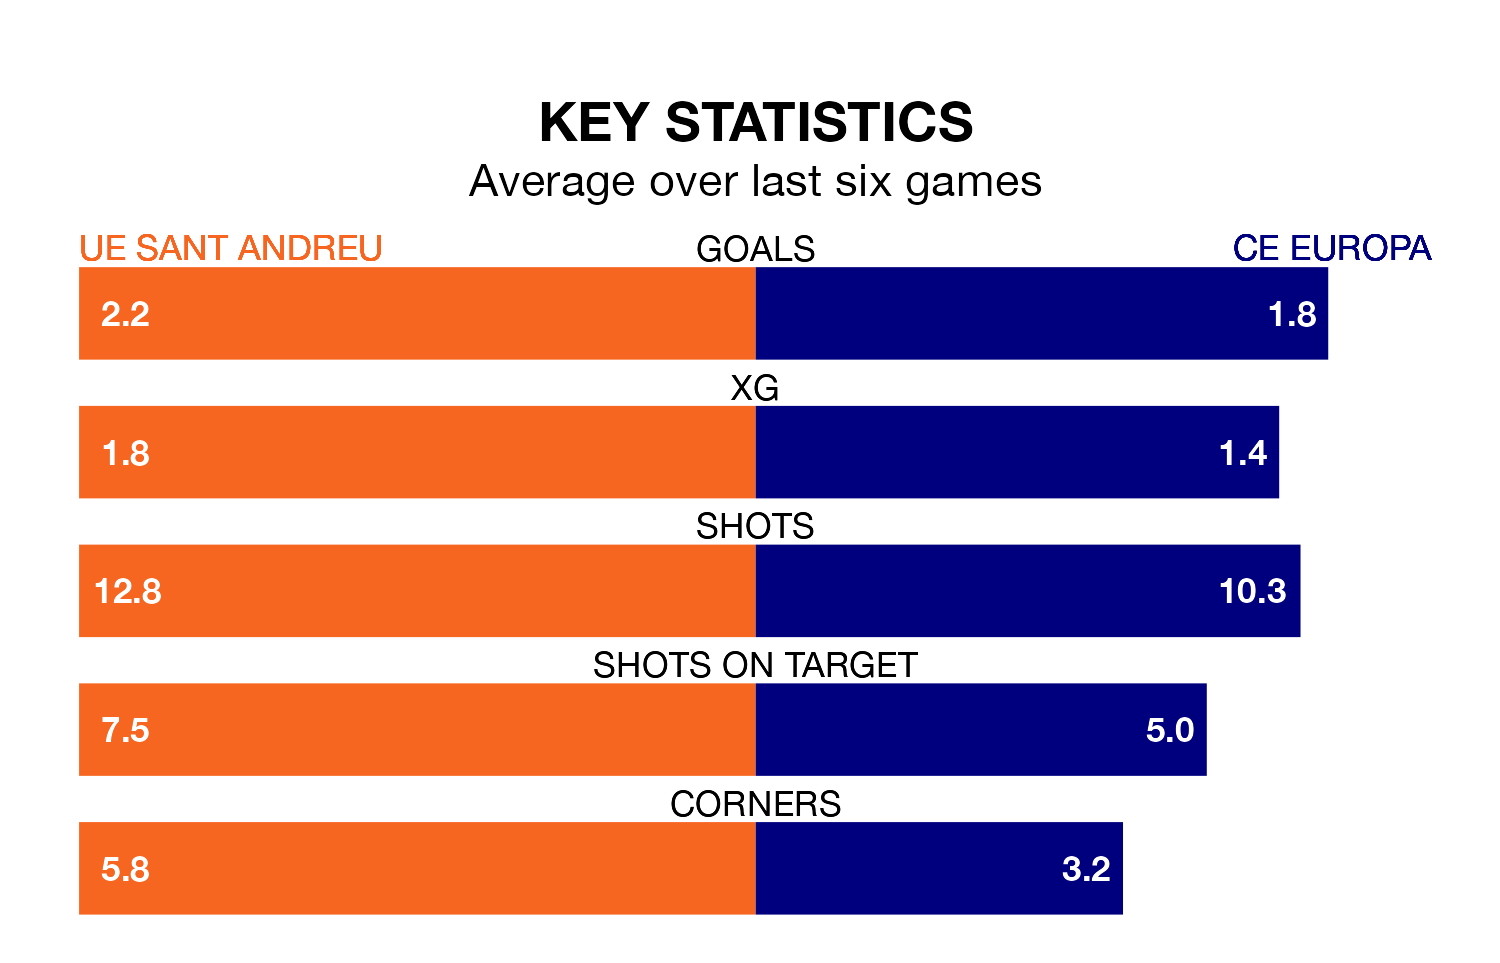 KEY STATISTICS
Average over last six games
UE SANT ANDREU GOALS CE EUROPA
2.2 1.8
XG
1.8 1.4
SHOTS
12.8 10.3
SHOTS ON TARGET
7.5 5.0
CORNERS
5.8 3.2